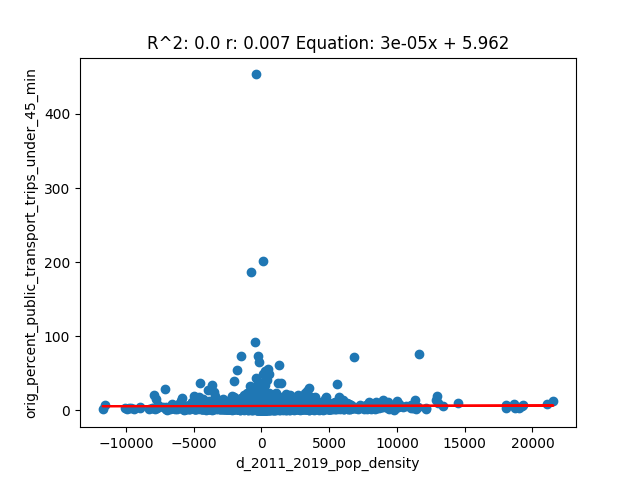 R^2: 0.0 r: 0.007 Equation: 3e-05x + 5.962
orig_percent_public_transport_trips_under_45_min
400
300
200
100
0
−10000 −5000 0 5000 10000 15000 20000
d_2011_2019_pop_density